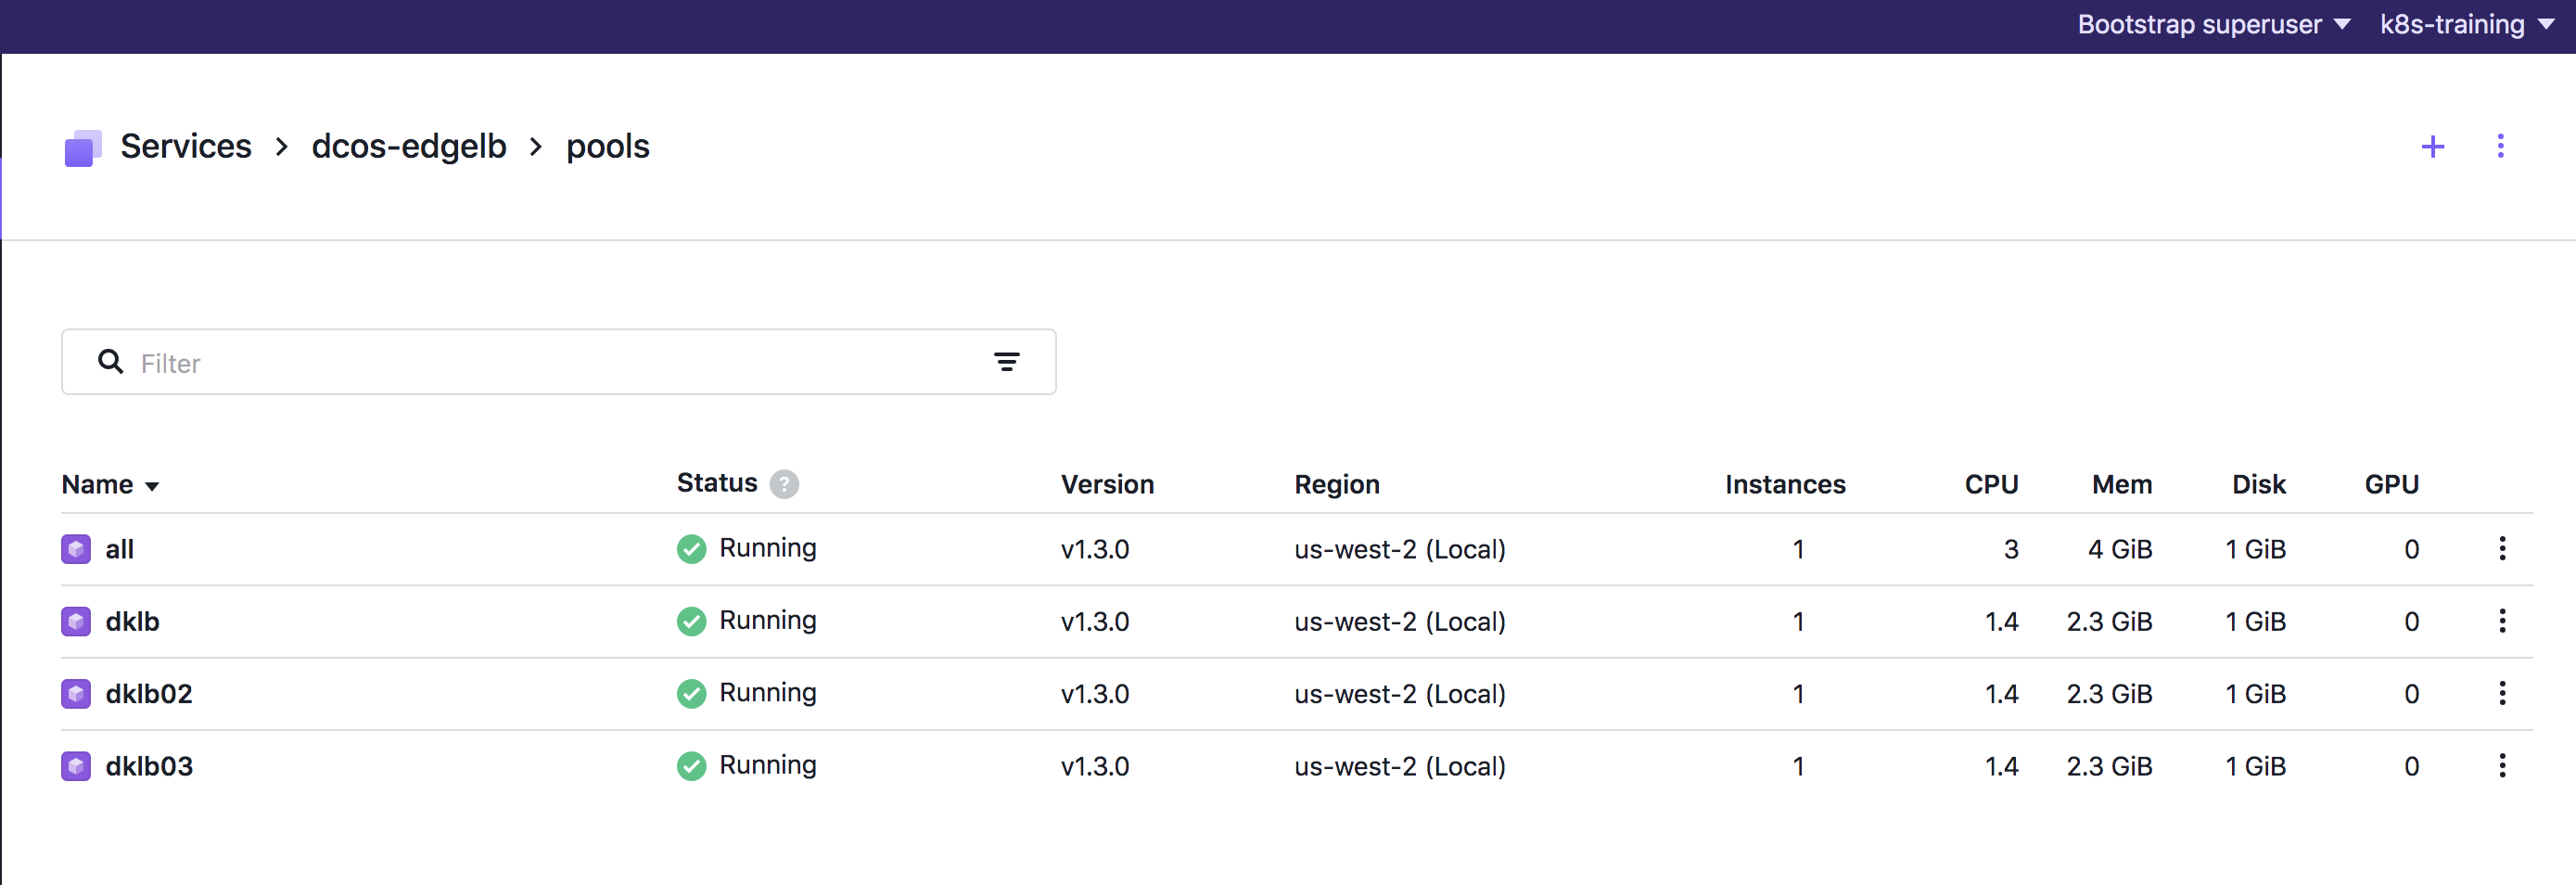 Bootstrap superuser k8s-training
Services > dcos-edgelb > pools
Filter
Name Status ? Version Region Instances CPU Mem Disk GPU
all Running v1.3.0 us-west-2 (Local) 1 3 4 GiB 1 GiB 0
dklb Running v1.3.0 us-west-2 (Local) 1 1.4 2.3 GiB 1 GiB 0
dklb02 Running v1.3.0 us-west-2 (Local) 1 1.4 2.3 GiB 1 GiB 0
dklb03 Running v1.3.0 us-west-2 (Local) 1 1.4 2.3 GiB 1 GiB 0